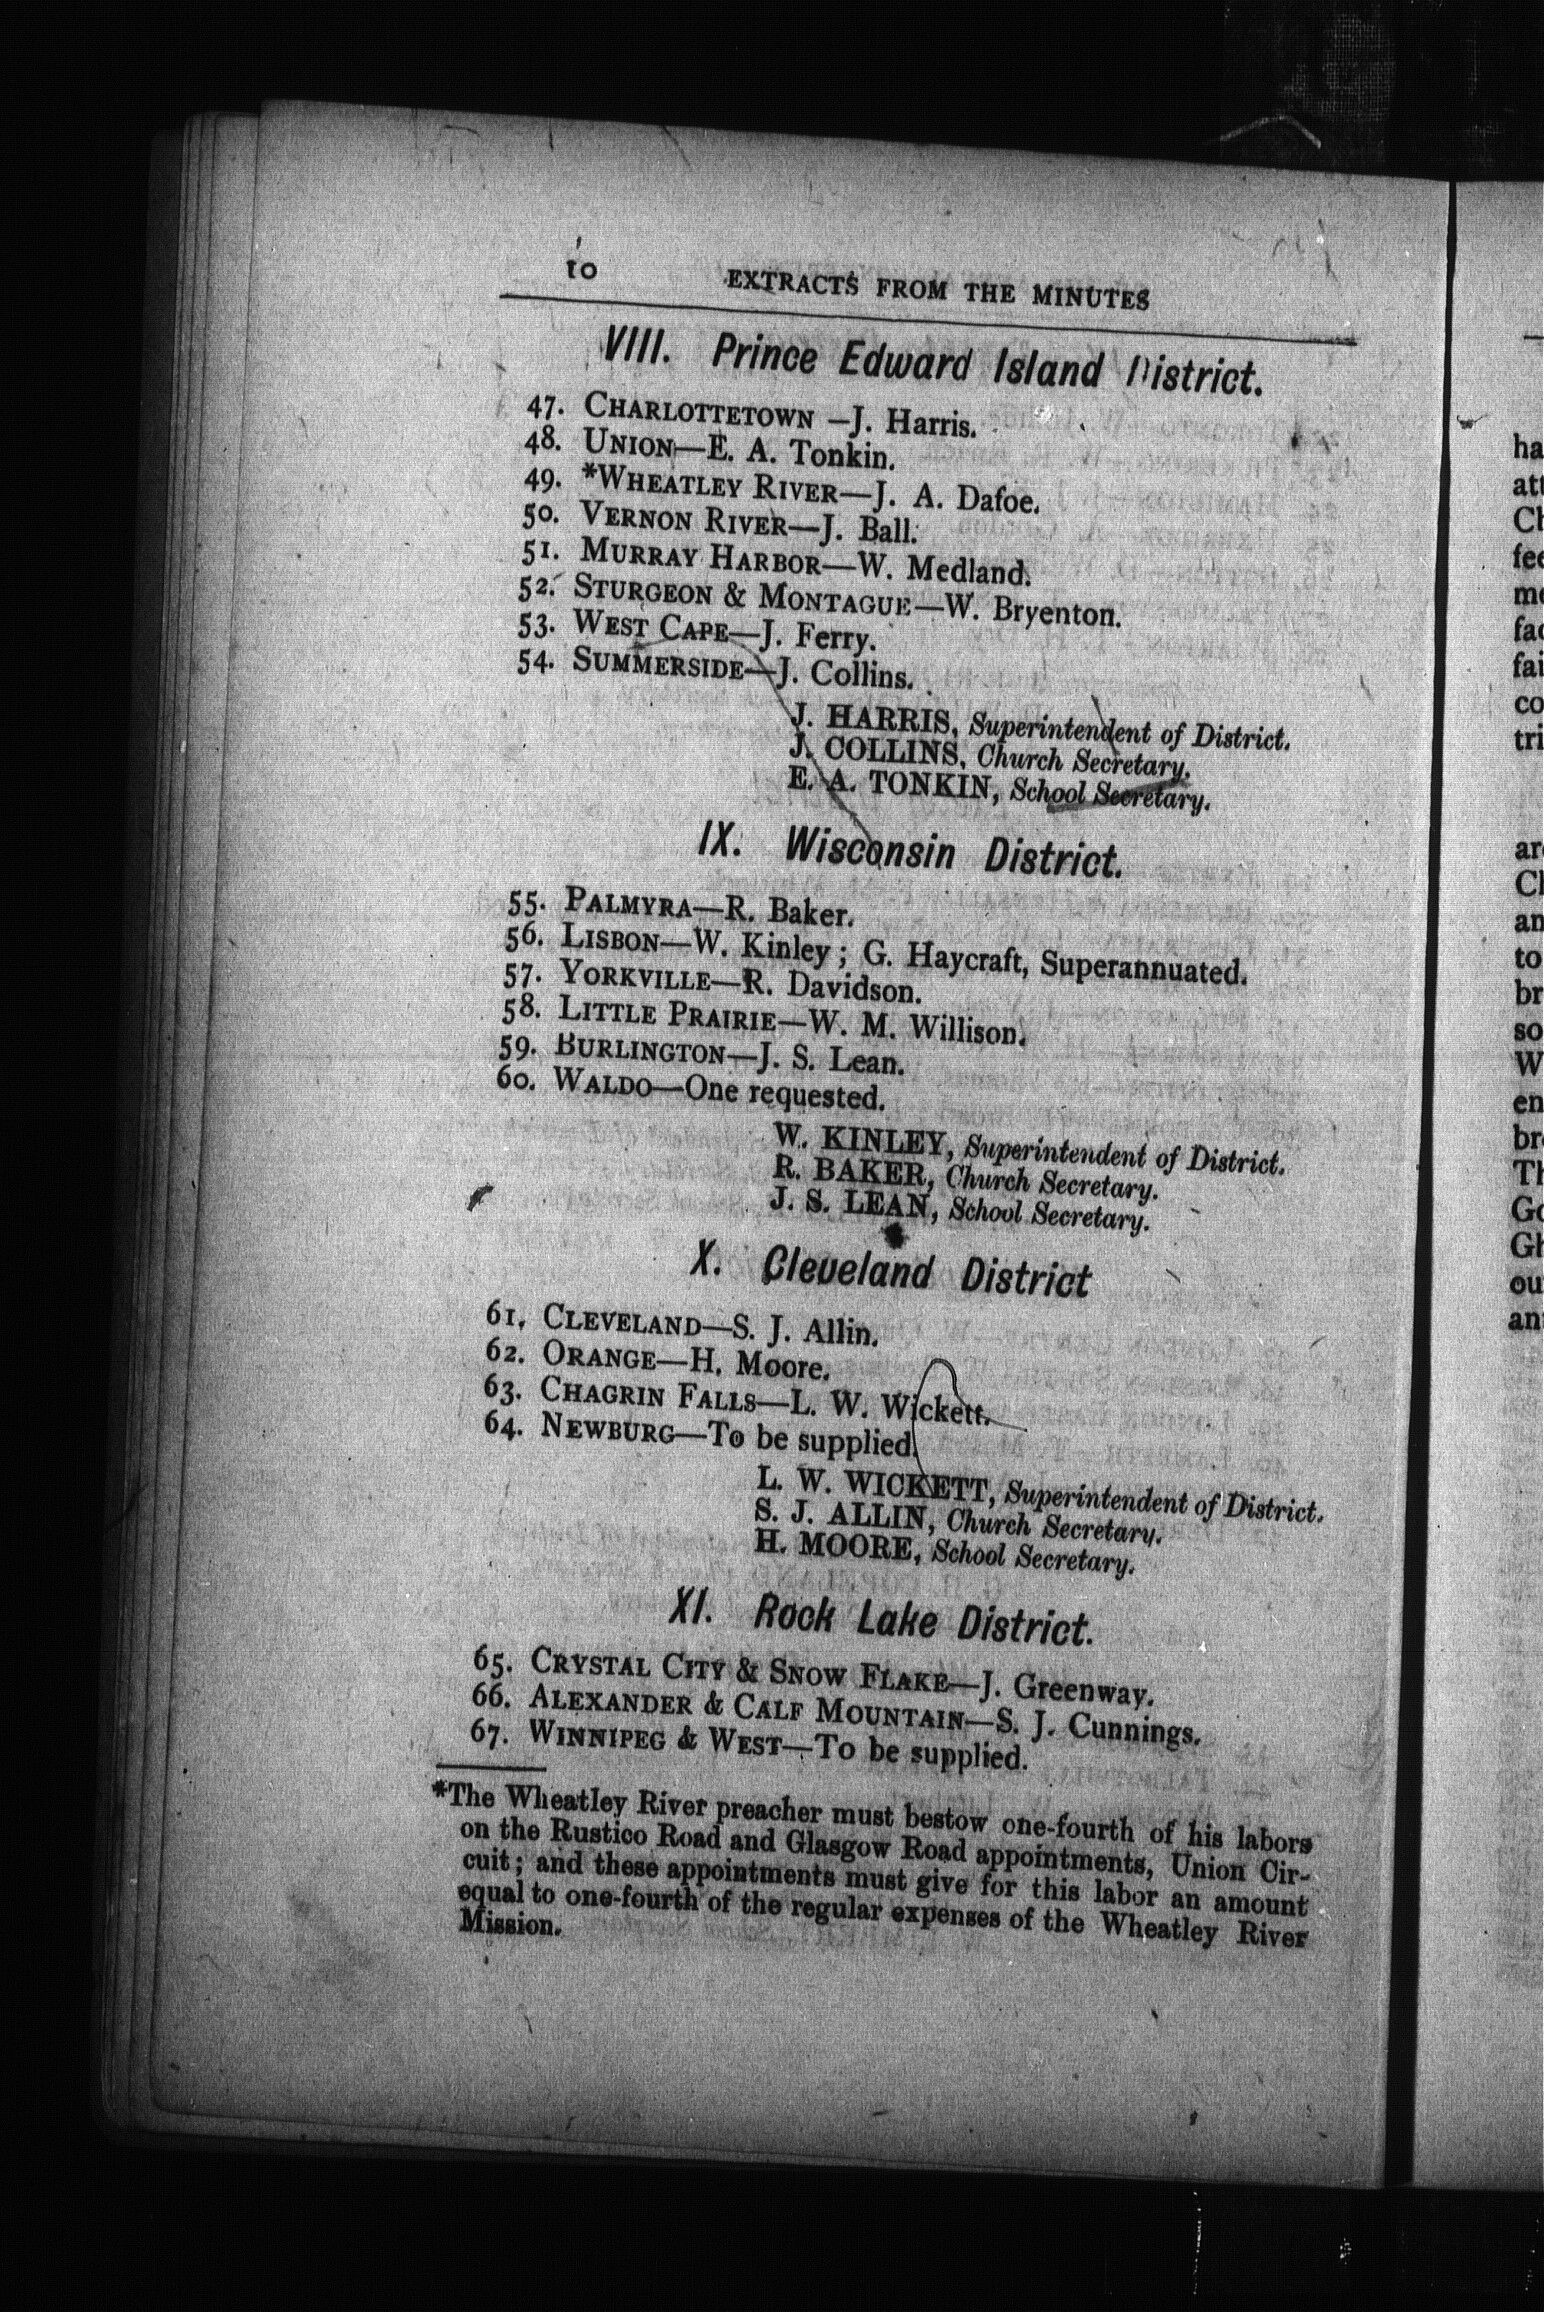 10 EXTRACTS FROM THE MINUTES
VIII. Prince Edward Island District.
47. CHARLOTTETOWN —J. Harris.
48. UNION—E. A. Tonkin.
49. *WHEATLEY RIVER—J. A. Dafoe.
50. VERNON RIVER—J. Ball.
51. MURRAY HARBOR—W. Medland.
52. STURGEON & MONTAGUE—W. Bryenton.
53. WEST CAPE—J. Ferry.
54. SUMMERSIDE—J. Collins.
J. HARRIS, Superintendent of District.
J. COLLINS, Church Secretary.
E. A. TONKIN, School Secretary.
IX. Wisconsin District.
55. PALMYRA—R. Baker.
56. LISBON—W. Kinley; G. Haycraft, Superannuated.
57. YORKVILLE—R. Davidson.
58. LITTLE PRAIRIE—W. M. Willison.
59. BURLINGTON—J. S. Lean.
60. WALDO—One requested.
W. KINLEY, Superintendent of District.
R. BAKER, Church Secretary.
J. S. LEAN, School Secretary.
X. Cleveland District
61. CLEVELAND—S. J. Allin.
62. ORANGE—H. Moore.
63. CHAGRIN FALLS—L. W. Wickett.
64. NEWBURG—To be supplied.
L. W. WICKETT, Superintendent of District.
S. J. ALLIN, Church Secretary.
H. MOORE, School Secretary.
XI. Rock Lake District.
65. CRYSTAL CITY & SNOW FLAKE—J. Greenway.
66. ALEXANDER & CALF MOUNTAIN—S. J. Cunnings.
67. WINNIPEG & WEST—To be supplied.
*The Wheatley River preacher must bestow one-fourth of his labors
on the Rustico Road and Glasgow Road appointments, Union Cir-
cuit; and these appointments must give for this labor an amount
equal to one-fourth of the regular expenses of the Wheatley River
Mission.